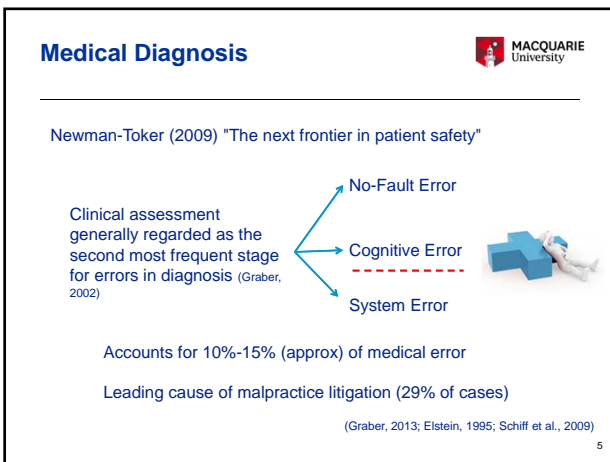 Medical Diagnosis
MACQUARIE
University
Newman-Toker (2009) "The next frontier in patient safety"
Clinical assessment
generally regarded as the
second most frequent stage
for errors in diagnosis (Graber,
2002)
No-Fault Error
Cognitive Error
System Error
Accounts for 10%-15% (approx) of medical error
Leading cause of malpractice litigation (29% of cases)
(Graber, 2013; Elstein, 1995; Schiff et al., 2009)
5